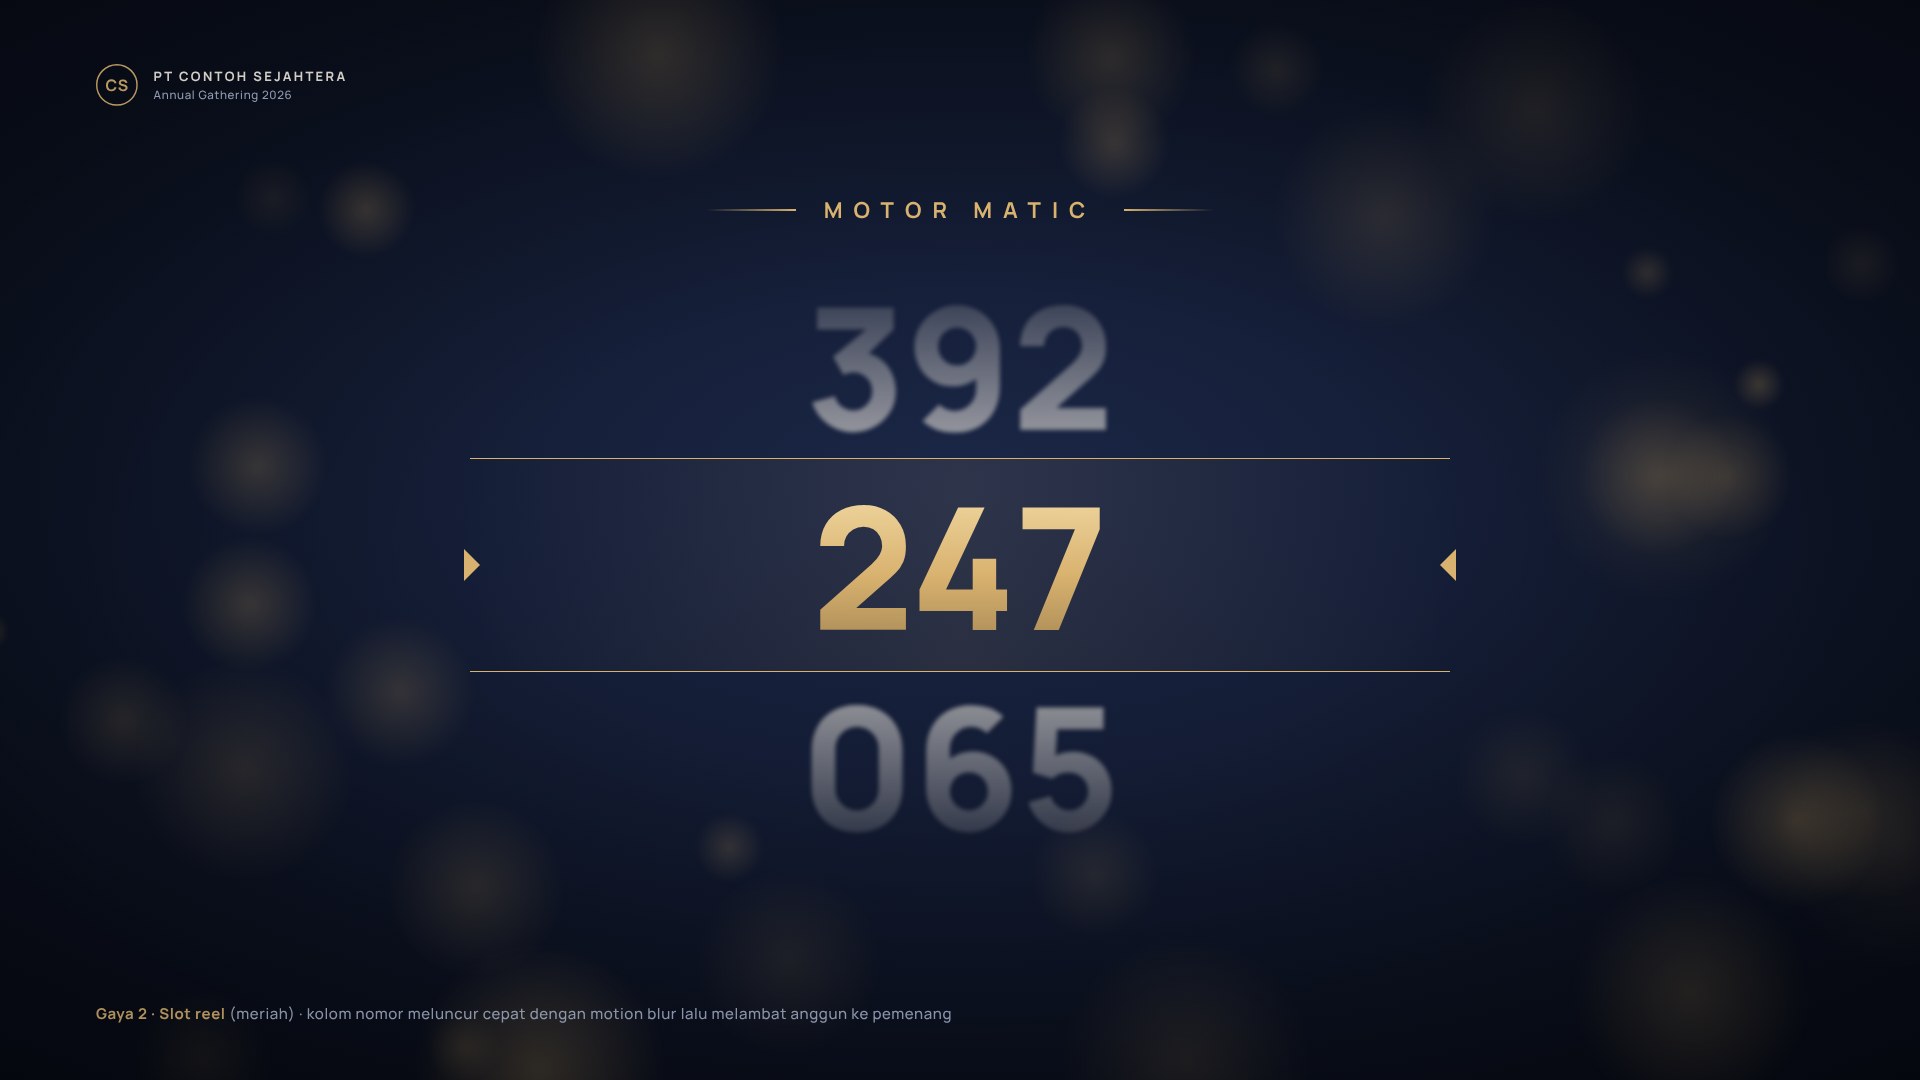 CS
PT CONTOH SEJAHTERA
Annual Gathering 2026
MOTOR MATIC
392
247
065
Gaya 2 · Slot reel (meriah) · kolom nomor meluncur cepat dengan motion blur lalu melambat anggun ke pemenang